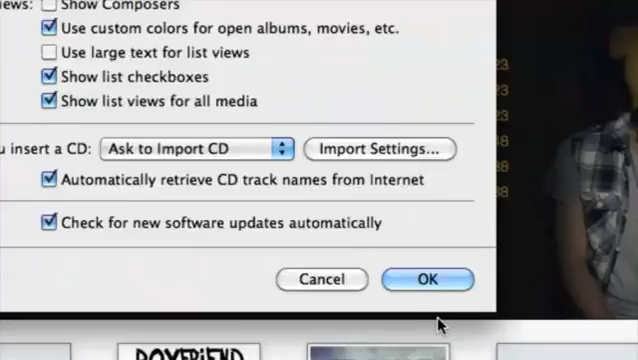 Show Composers
Use custom colors for open albums, movies, etc.
Use large text for list views
Show list checkboxes
Show list views for all media
insert a CD: Ask to Import CD Import Settings...
Automatically retrieve CD track names from Internet
Check for new software updates automatically
Cancel OK
BOYFRIEND